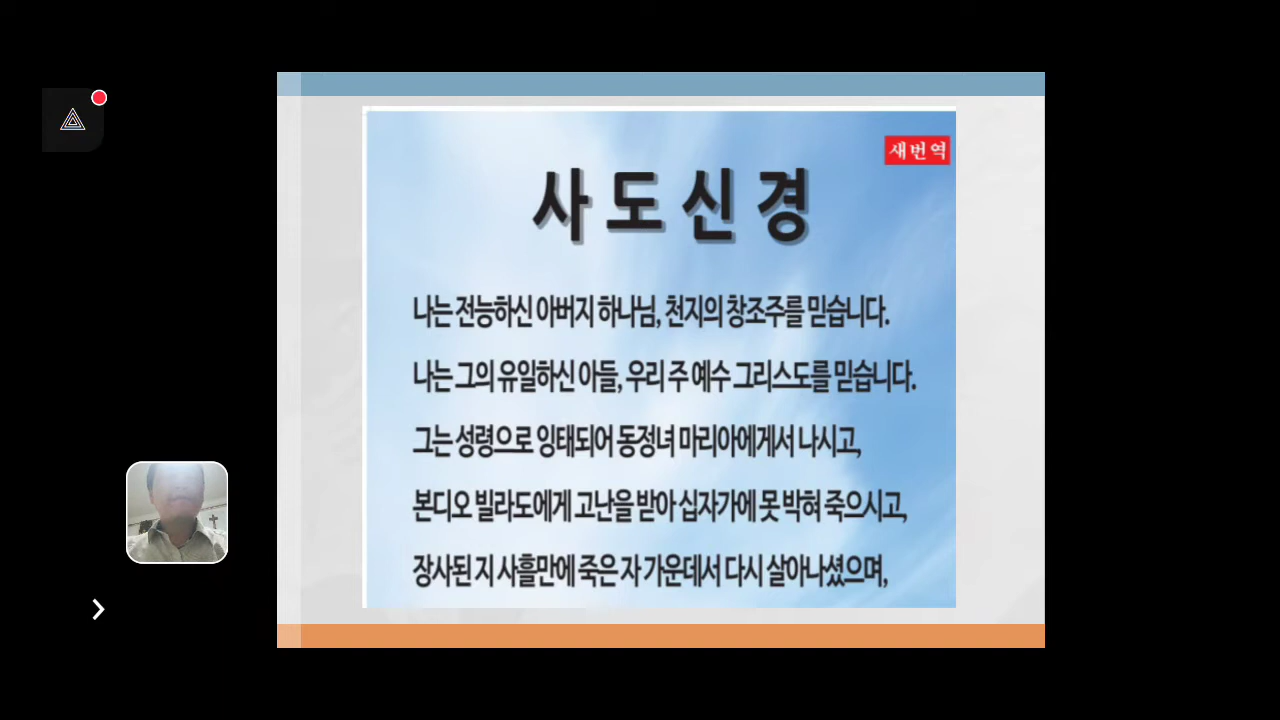 새번역
사도신경
나는 전능하신 아버지 하나님, 천지의 창조주를 믿습니다.
나는 그의 유일하신 아들, 우리 주 예수 그리스도를 믿습니다.
그는 성령으로 잉태되어 동정녀 마리아에게서 나시고,
본디오 빌라도에게 고난을 받아 십자가에 못 박혀 죽으시고,
장사된 지 사흘만에 죽은 자 가운데서 다시 살아나셨으며,